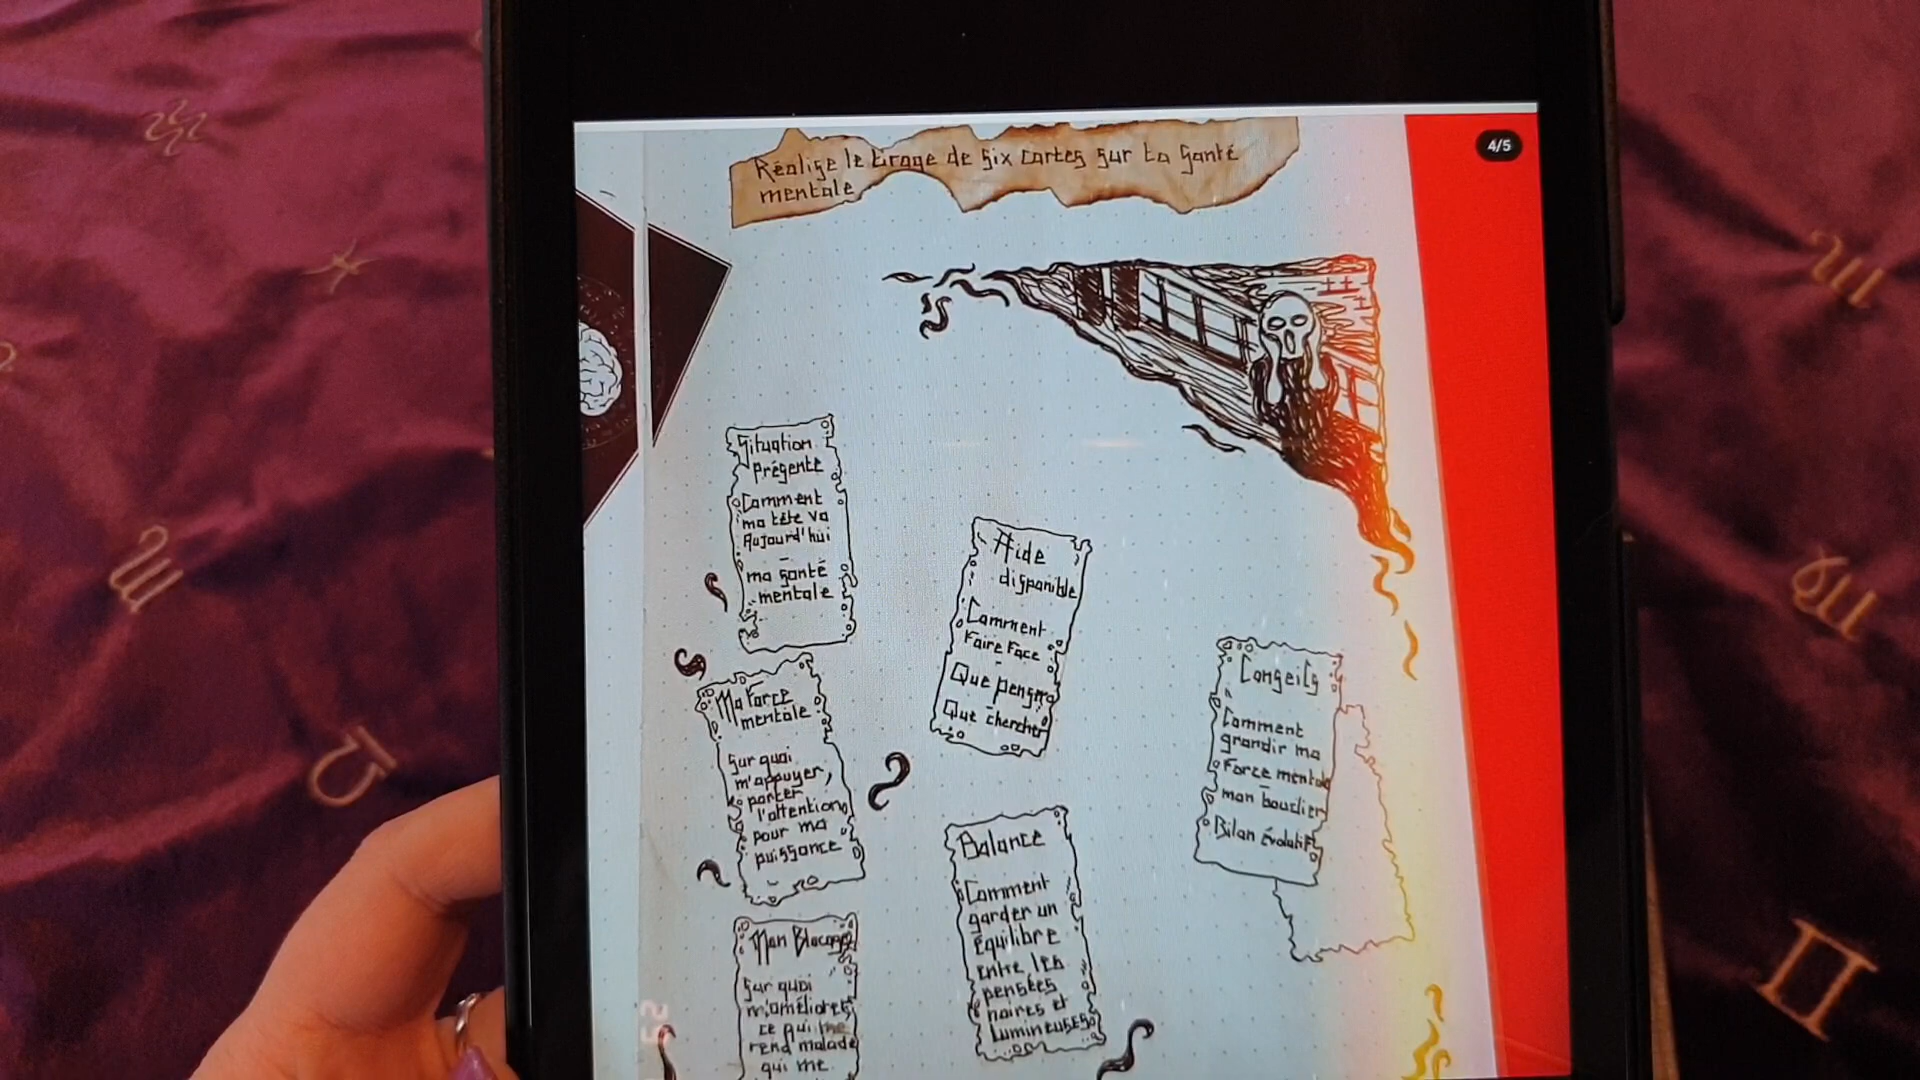 4/5
Réalise le tirage de six cartes sur ta santé
mentale
Situation
présente
Comment
ma tête va
Aujourd'hui
-
ma santé
mentale
Ma Force
mentale
Sur quoi
m'appuyer,
porter
l'attention
pour ma
puissance
Mon Blocage
Sur quoi
m'améliorer,
ce qui me
rend malade
qui me
Aide
disponible
Comment
Faire Face
-
Que penser
-
Que chercher
Balance
Comment
garder un
équilibre
entre les
pensées
noires et
lumineuses
Conseils
Comment
grandir ma
Force mentale
-
mon bouclier
Bilan évolutif